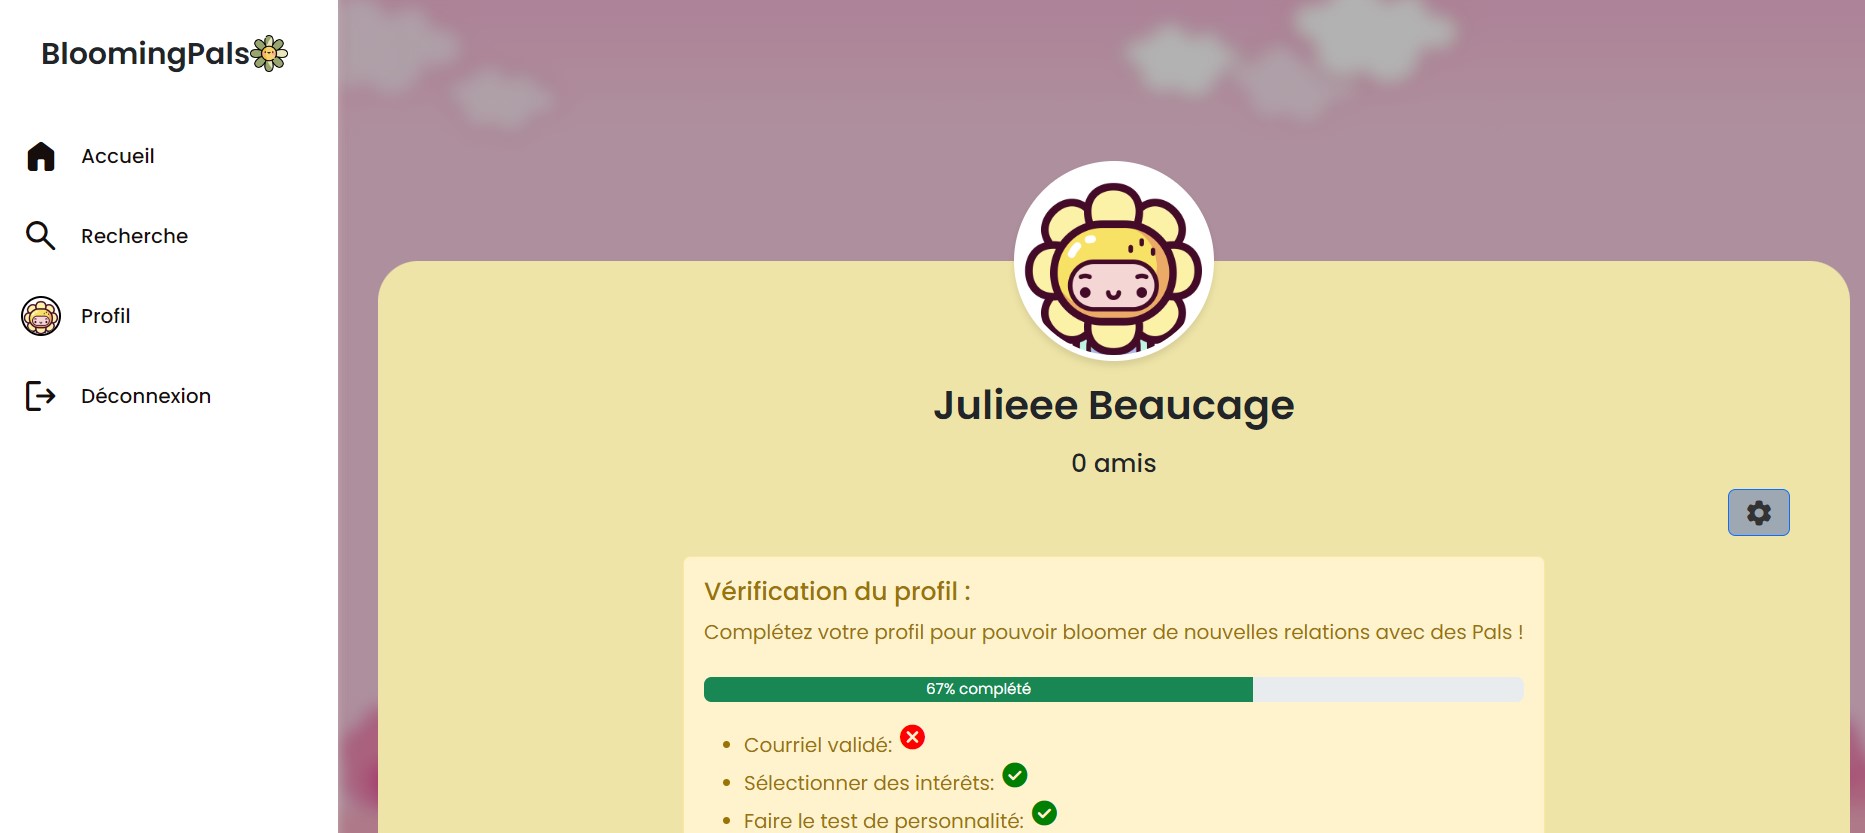 BloomingPals
Accueil
Recherche
Profil
Déconnexion
Julieee Beaucage
0 amis
Vérification du profil :
Complétez votre profil pour pouvoir bloomer de nouvelles relations avec des Pals !
67% complété
Courriel validé:
Sélectionner des intérêts:
Faire le test de personnalité: